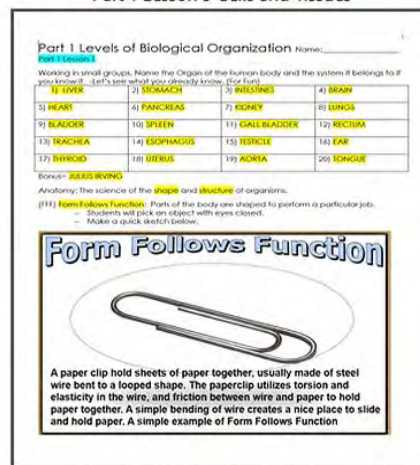 Part 1 Levels of Biological Organization Name:
Part 1 Lesson 1
Working in small groups, Name the Organ of the human body and the system it belongs to if
you know it. -Let's see what you already know. (For Fun)
1) LIVER 2) STOMACH 3) INTESTINES 4) BRAIN
5) HEART 6) PANCREAS 7) KIDNEY 8) LUNGS
9) BLADDER 10) SPLEEN 11) GALL BLADDER 12) RECTUM
13) TRACHEA 14) ESOPHAGUS 15) TESTICLE 16) EAR
17) THYROID 18) UTERUS 19) AORTA 20) TONGUE
Bonus= JULIUS IRVING
Anatomy: The science of the shape and structure of organisms.
(FFF) Form Follows Function: Parts of the body are shaped to perform a particular job.
- Students will pick an object with eyes closed.
- Make a quick sketch below.
Form Follows Function
A paper clip hold sheets of paper together, usually made of steel
wire bent to a looped shape. The paperclip utilizes torsion and
elasticity in the wire, and friction between wire and paper to hold
paper together. A simple bending of wire creates a nice place to slide
and hold paper. A simple example of Form Follows Function